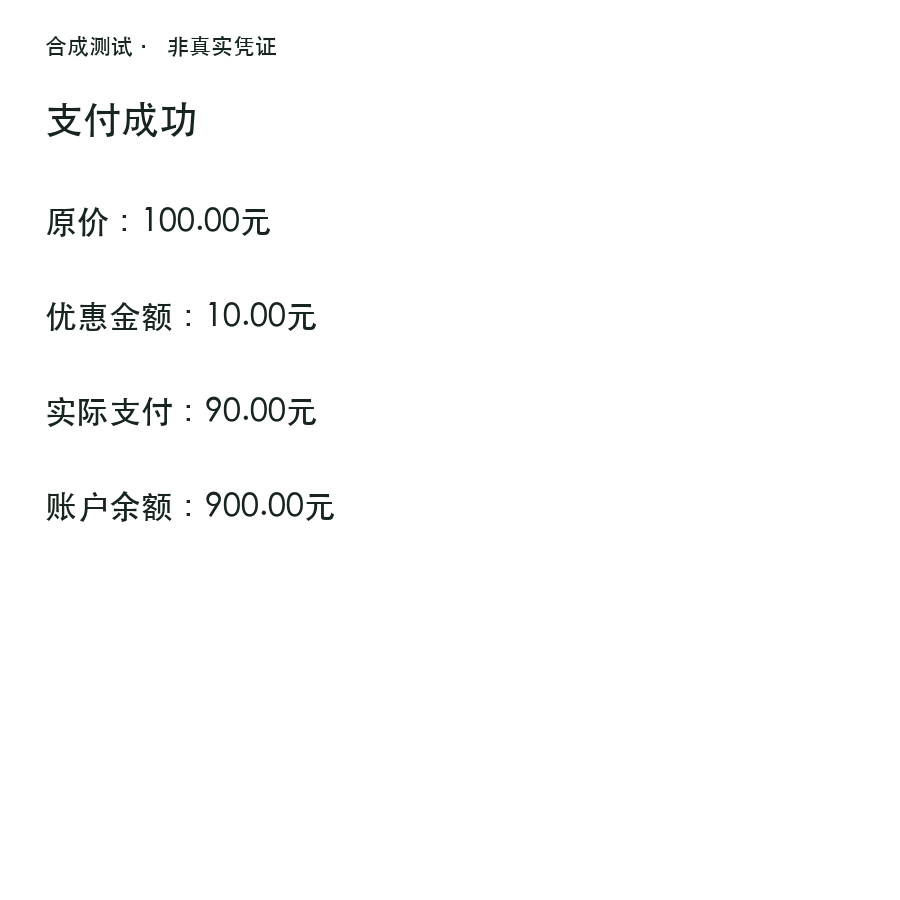 合成测试 · 非真实凭证
支付成功
原价：100.00元
优惠金额：10.00元
实际支付：90.00元
账户余额：900.00元